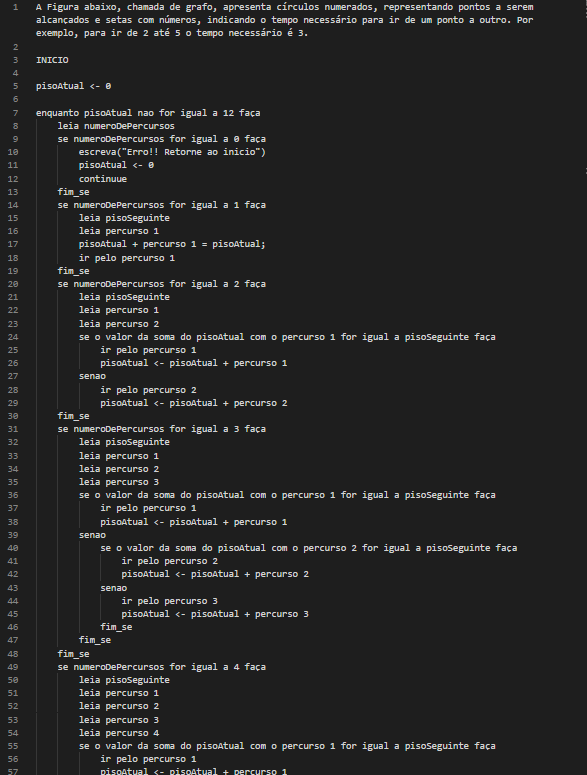 1 A Figura abaixo, chamada de grafo, apresenta círculos numerados, representando pontos a serem
alcançados e setas com números, indicando o tempo necessário para ir de um ponto a outro. Por
exemplo, para ir de 2 até 5 o tempo necessário é 3.
2
3 INICIO
4
5 pisoAtual <- 0
6
7 enquanto pisoAtual nao for igual a 12 faça
8 leia numeroDePercursos
9 se numeroDePercursos for igual a 0 faça
10 escreva("Erro!! Retorne ao inicio")
11 pisoAtual <- 0
12 continuue
13 fim_se
14 se numeroDePercursos for igual a 1 faça
15 leia pisoSeguinte
16 leia percurso 1
17 pisoAtual + percurso 1 = pisoAtual;
18 ir pelo percurso 1
19 fim_se
20 se numeroDePercursos for igual a 2 faça
21 leia pisoSeguinte
22 leia percurso 1
23 leia percurso 2
24 se o valor da soma do pisoAtual com o percurso 1 for igual a pisoSeguinte faça
25 ir pelo percurso 1
26 pisoAtual <- pisoAtual + percurso 1
27 senao
28 ir pelo percurso 2
29 pisoAtual <- pisoAtual + percurso 2
30 fim_se
31 se numeroDePercursos for igual a 3 faça
32 leia pisoSeguinte
33 leia percurso 1
34 leia percurso 2
35 leia percurso 3
36 se o valor da soma do pisoAtual com o percurso 1 for igual a pisoSeguinte faça
37 ir pelo percurso 1
38 pisoAtual <- pisoAtual + percurso 1
39 senao
40 se o valor da soma do pisoAtual com o percurso 2 for igual a pisoSeguinte faça
41 ir pelo percurso 2
42 pisoAtual <- pisoAtual + percurso 2
43 senao
44 ir pelo percurso 3
45 pisoAtual <- pisoAtual + percurso 3
46 fim_se
47 fim_se
48 fim_se
49 se numeroDePercursos for igual a 4 faça
50 leia pisoSeguinte
51 leia percurso 1
52 leia percurso 2
53 leia percurso 3
54 leia percurso 4
55 se o valor da soma do pisoAtual com o percurso 1 for igual a pisoSeguinte faça
56 ir pelo percurso 1
57 pisoAtual <- pisoAtual + percurso 1